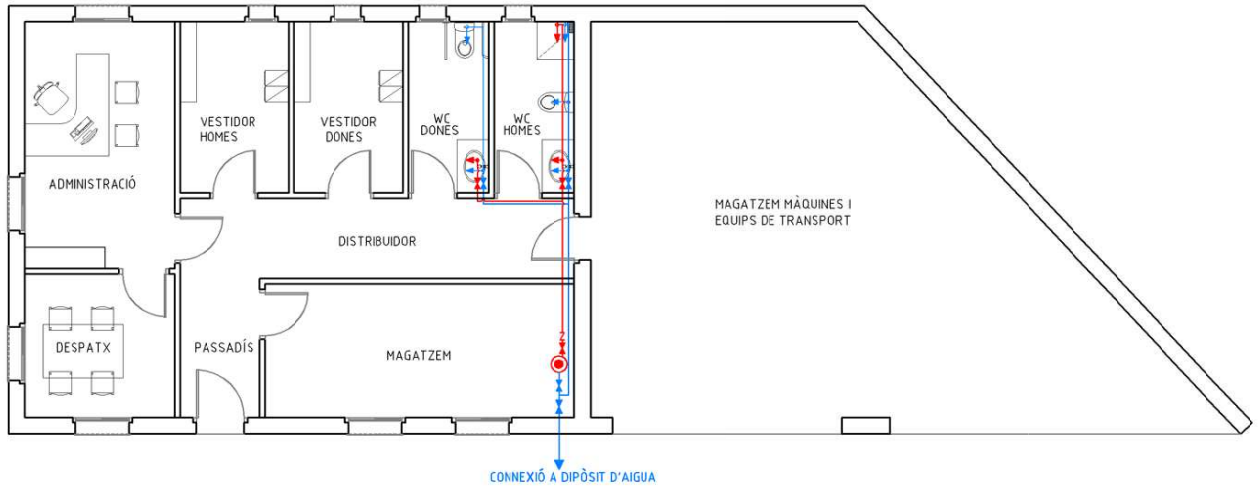 VESTIDOR
HOMES
VESTIDOR
DONES
WC
DONES
WC
HOMES
ADMINISTRACIÓ
MAGATZEM MÀQUINES I
EQUIPS DE TRANSPORT
DISTRIBUIDOR
DESPATX
PASSADÍS
MAGATZEM
CONNEXIÓ A DIPÒSIT D'AIGUA